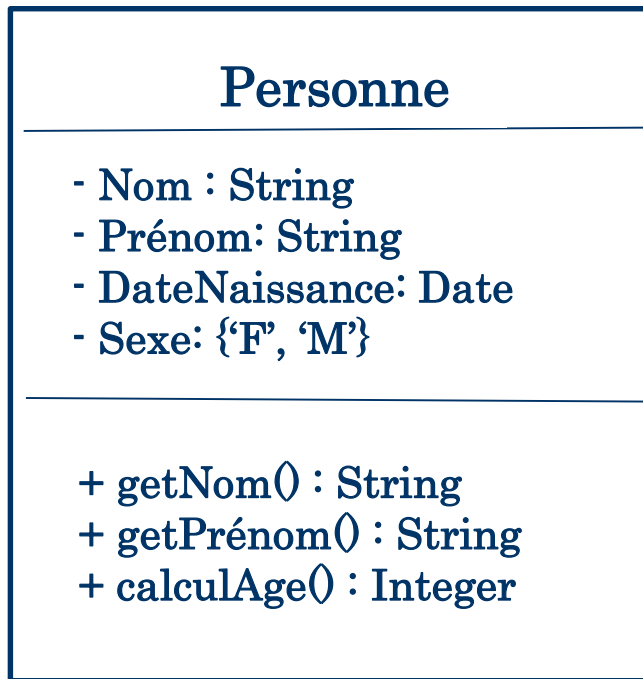 Personne
- Nom : String
- Prénom: String
- DateNaissance: Date
- Sexe: {‘F’, ‘M’}
+ getNom() : String
+ getPrénom() : String
+ calculAge() : Integer